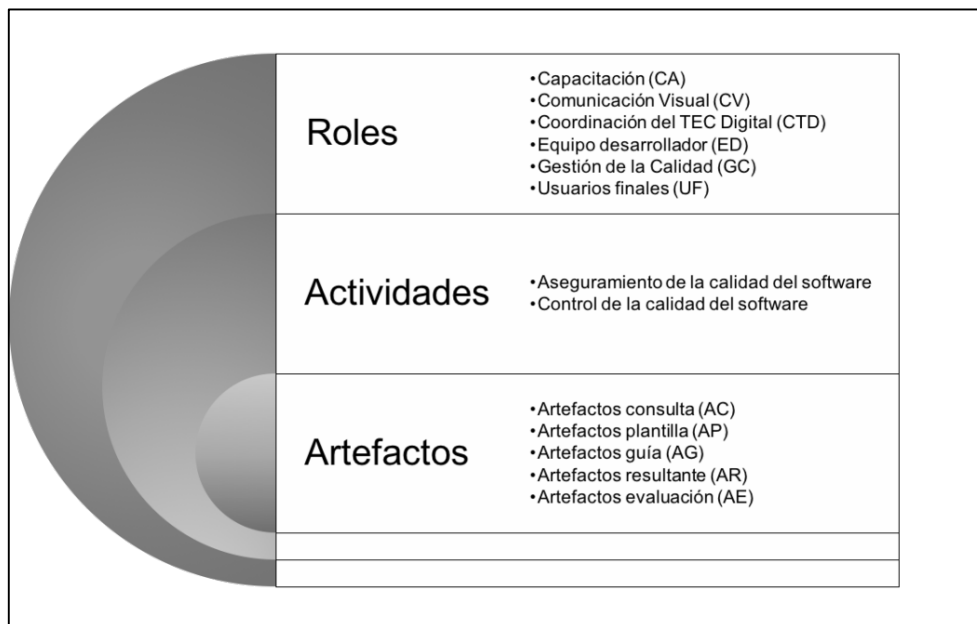 Roles
•Capacitación (CA)
•Comunicación Visual (CV)
•Coordinación del TEC Digital (CTD)
•Equipo desarrollador (ED)
•Gestión de la Calidad (GC)
•Usuarios finales (UF)
Actividades
•Aseguramiento de la calidad del software
•Control de la calidad del software
Artefactos
•Artefactos consulta (AC)
•Artefactos plantilla (AP)
•Artefactos guía (AG)
•Artefactos resultante (AR)
•Artefactos evaluación (AE)